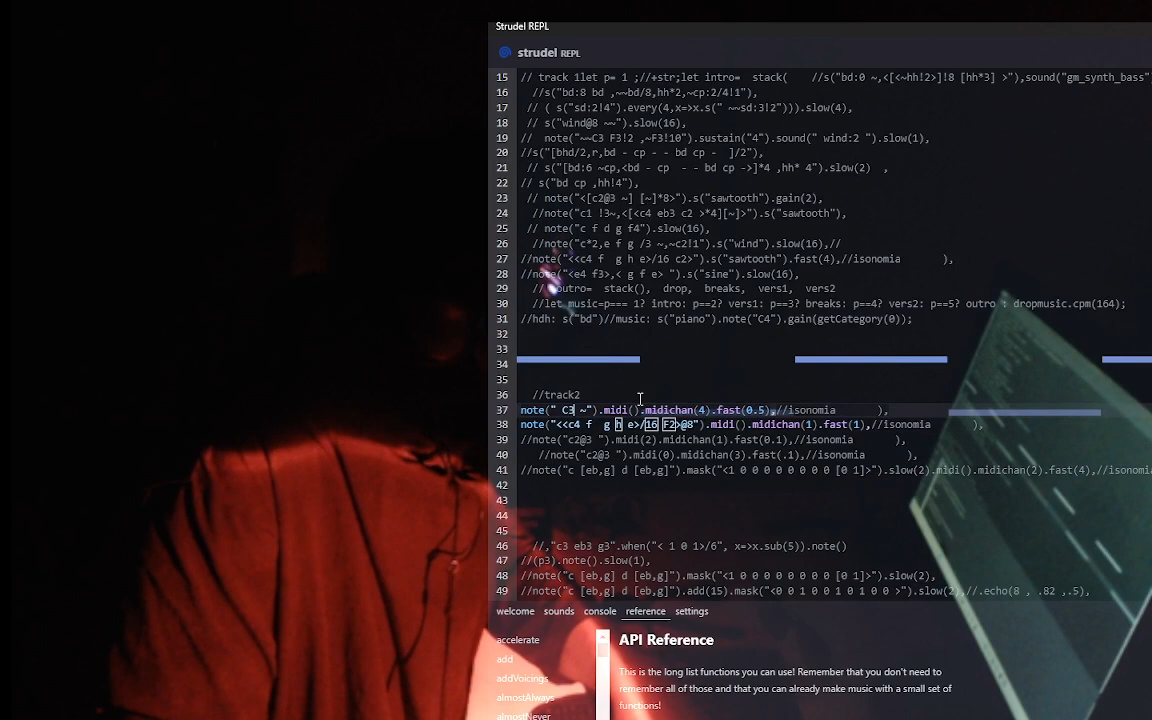 Strudel REPL
strudel REPL
15 // track 1let p= 1 ;//+str;let intro=  stack(    //s("bd:0 ~,<[<~hh!2>]!8 [hh*3] >"),sound("gm_synth_bass"
16 //s("bd:8 bd ,~~bd/8,hh*2,~cp:2/4!1"),
17 // ( s("sd:2!4").every(4,x=>x.s(" ~~sd:3!2"))).slow(4),
18 // s("wind@8 ~~").slow(16),
19 //  note("~~C3 F3!2 ,~F3!10").sustain("4").sound(" wind:2 ").slow(1),
20 //s("[bhd/2,r,bd - cp - - bd cp -  ]/2"),
21 // s("[bd:6 ~cp,<bd - cp  - - bd cp ->]*4 ,hh* 4").slow(2)  ,
22 // s("bd cp ,hh!4"),
23 // note("<[c2@3 ~] [~]*8>").s("sawtooth").gain(2),
24 //note("c1 !3~,<[<c4 eb3 c2 >*4][~]>").s("sawtooth"),
25 // note("c f d g f4").slow(16),
26 //note("c*2,e f g /3 ~,~c2!1").s("wind").slow(16),//
27 //note("<<c4 f  g h e>/16 c2>").s("sawtooth").fast(4),//isonomia       ),
28 //note("<e4 f3>,< g f e> ").s("sine").slow(16),
29 // outro=  stack(),  drop,  breaks,  vers1,  vers2
30 //let music=p=== 1? intro: p==2? vers1: p==3? breaks: p==4? vers2: p==5? outro : dropmusic.cpm(164);
31 //hdh: s("bd")//music: s("piano").note("C4").gain(getCategory(0));
32
33
34
35
36 //track2
37 note(" C3 ~").midi().midichan(4).fast(0.5),//isonomia       ),
38 note("<<c4 f  g h e>/16 F2>@8").midi().midichan(1).fast(1),//isonomia       ),
39 //note("c2@3 ").midi(2).midichan(1).fast(0.1),//isonomia       ),
40 //note("c2@3 ").midi(0).midichan(3).fast(.1),//isonomia       ),
41 //note("c [eb,g] d [eb,g]").mask("<1 0 0 0 0 0 0 0 [0 1]>").slow(2).midi().midichan(2).fast(4),//isonomia
42
43
44
45
46 //,"c3 eb3 g3".when("< 1 0 1>/6", x=>x.sub(5)).note()
47 //(p3).note().slow(1),
48 //note("c [eb,g] d [eb,g]").mask("<1 0 0 0 0 0 0 0 [0 1]>").slow(2),
49 //note("c [eb,g] d [eb,g]").add(15).mask("<0 0 1 0 0 1 0 1 0 0 >").slow(2),//.echo(8 , .82 ,.5),
welcome sounds console reference settings
accelerate
add
addVoicings
almostAlways
almostNever
API Reference
This is the long list functions you can use! Remember that you don't need to
remember all of those and that you can already make music with a small set of
functions!